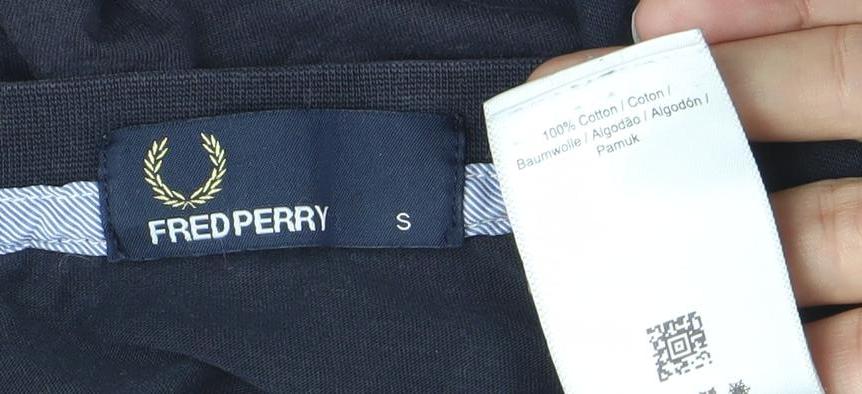 FRED PERRY
S
100% Cotton / Coton /
Baumwolle / Algodão / Algodón /
Pamuk